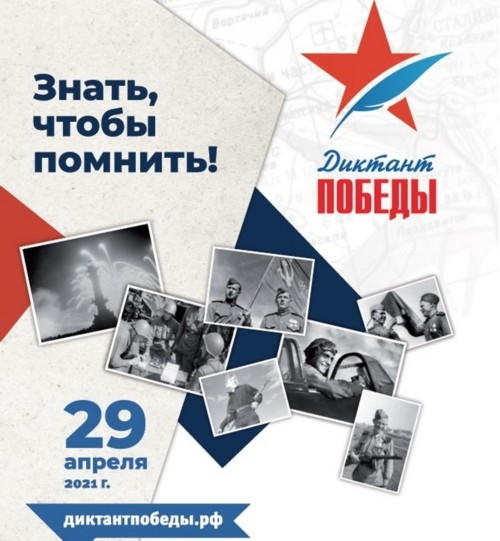 Знать,
чтобы
помнить!
Диктант
ПОБЕДЫ
29
апреля
2021 г.
диктантпобеды.рф